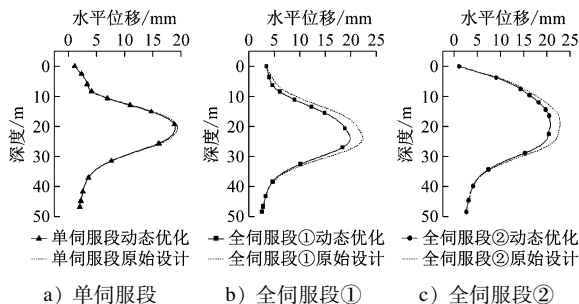 水平位移/mm
0 5 10 15 20
深度/m
0
10
20
30
40
50
单伺服段动态优化
单伺服段原始设计
a) 单伺服段
水平位移/mm
0 5 10 15 20 25
深度/m
0
10
20
30
40
50
全伺服段①动态优化
全伺服段①原始设计
b) 全伺服段①
水平位移/mm
0 5 10 15 20 25
深度/m
0
10
20
30
40
50
全伺服段②动态优化
全伺服段②原始设计
c) 全伺服段②